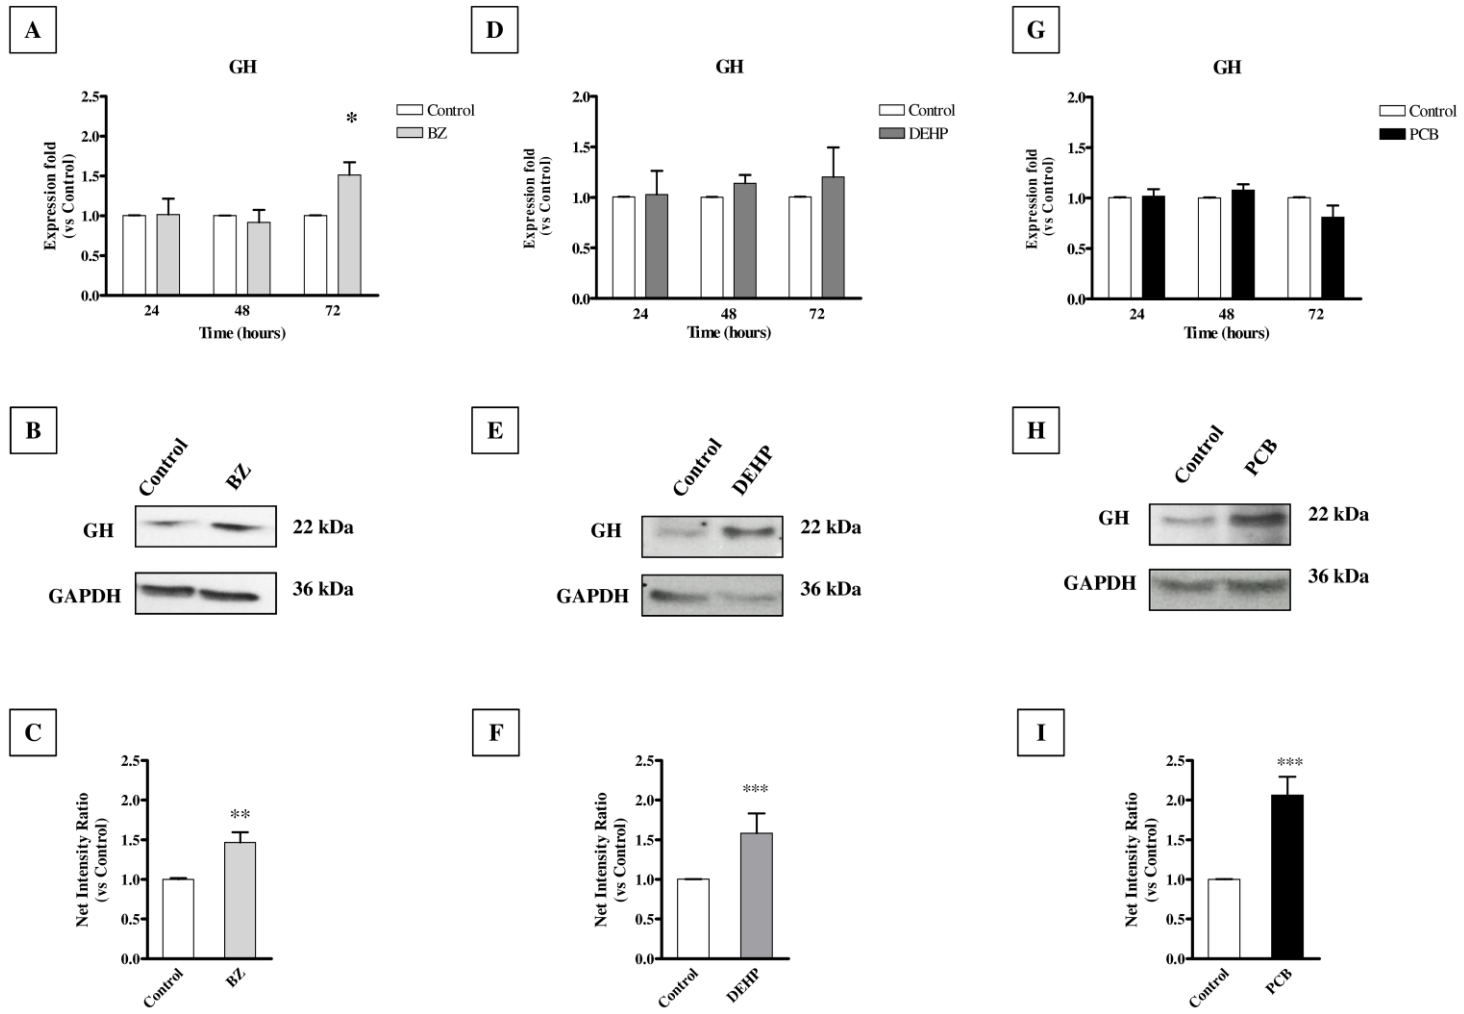 A
GH
2.5
2.0
1.5
1.0
0.5
0.0
Expression fold
(vs Control)
*
Control
BZ
24 48 72
Time (hours)
D
GH
2.0
1.5
1.0
0.5
0.0
Expression fold
(vs Control)
Control
DEHP
24 48 72
Time (hours)
G
GH
2.0
1.5
1.0
0.5
0.0
Expression fold
(vs Control)
Control
PCB
24 48 72
Time (hours)
B
Control BZ
GH 22 kDa
GAPDH 36 kDa
E
Control DEHP
GH 22 kDa
GAPDH 36 kDa
H
Control PCB
GH 22 kDa
GAPDH 36 kDa
C
2.5
2.0
1.5
1.0
0.5
0.0
Net Intensity Ratio
(vs Control)
**
Control BZ
F
2.5
2.0
1.5
1.0
0.5
0.0
Net Intensity Ratio
(vs Control)
***
Control DEHP
I
2.5
2.0
1.5
1.0
0.5
0.0
Net Intensity Ratio
(vs Control)
***
Control PCB